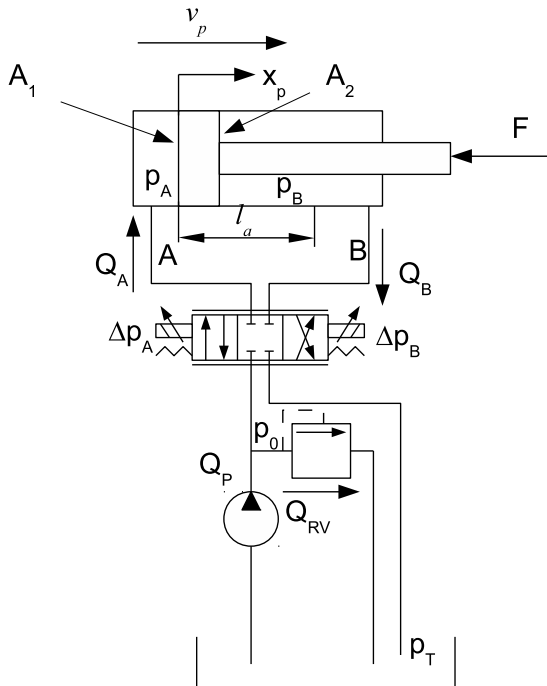 v_p
A_1
x_p
A_2
F
p_A
p_B
l_a
Q_A
A
B
Q_B
Δp_A
Δp_B
p_0
Q_P
Q_RV
p_T